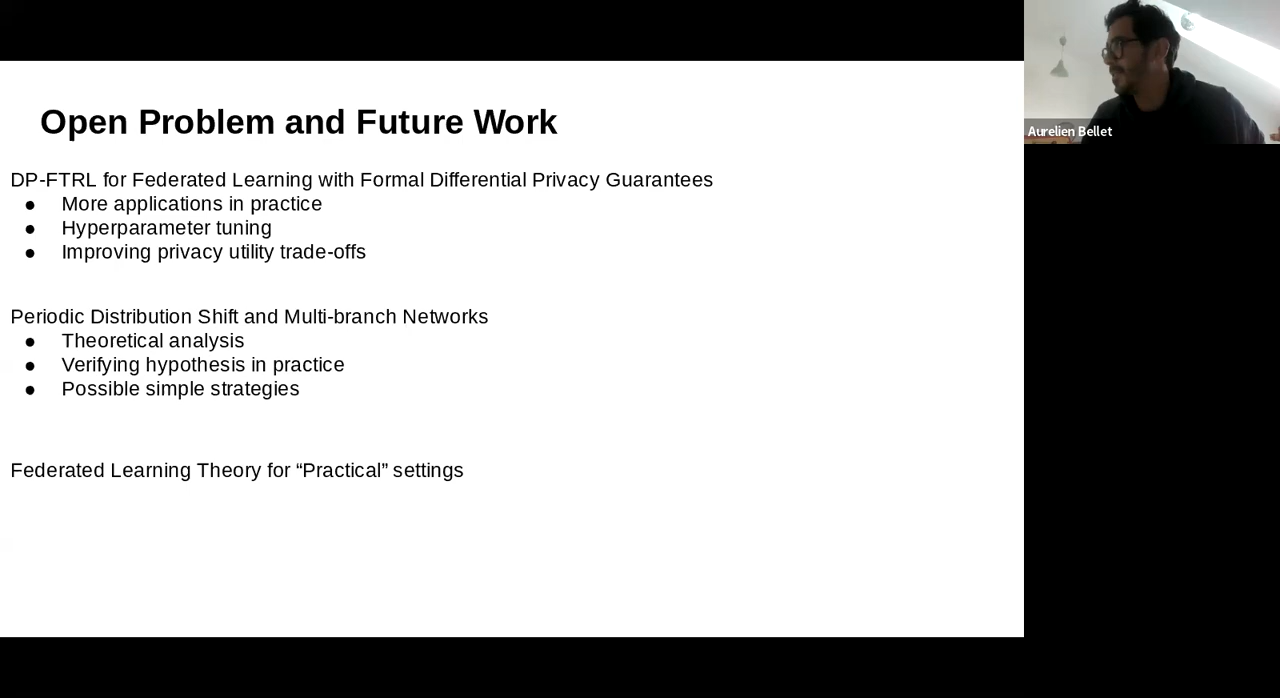 Open Problem and Future Work
DP-FTRL for Federated Learning with Formal Differential Privacy Guarantees
● More applications in practice
● Hyperparameter tuning
● Improving privacy utility trade-offs
Periodic Distribution Shift and Multi-branch Networks
● Theoretical analysis
● Verifying hypothesis in practice
● Possible simple strategies
Federated Learning Theory for “Practical” settings
Aurelien Bellet